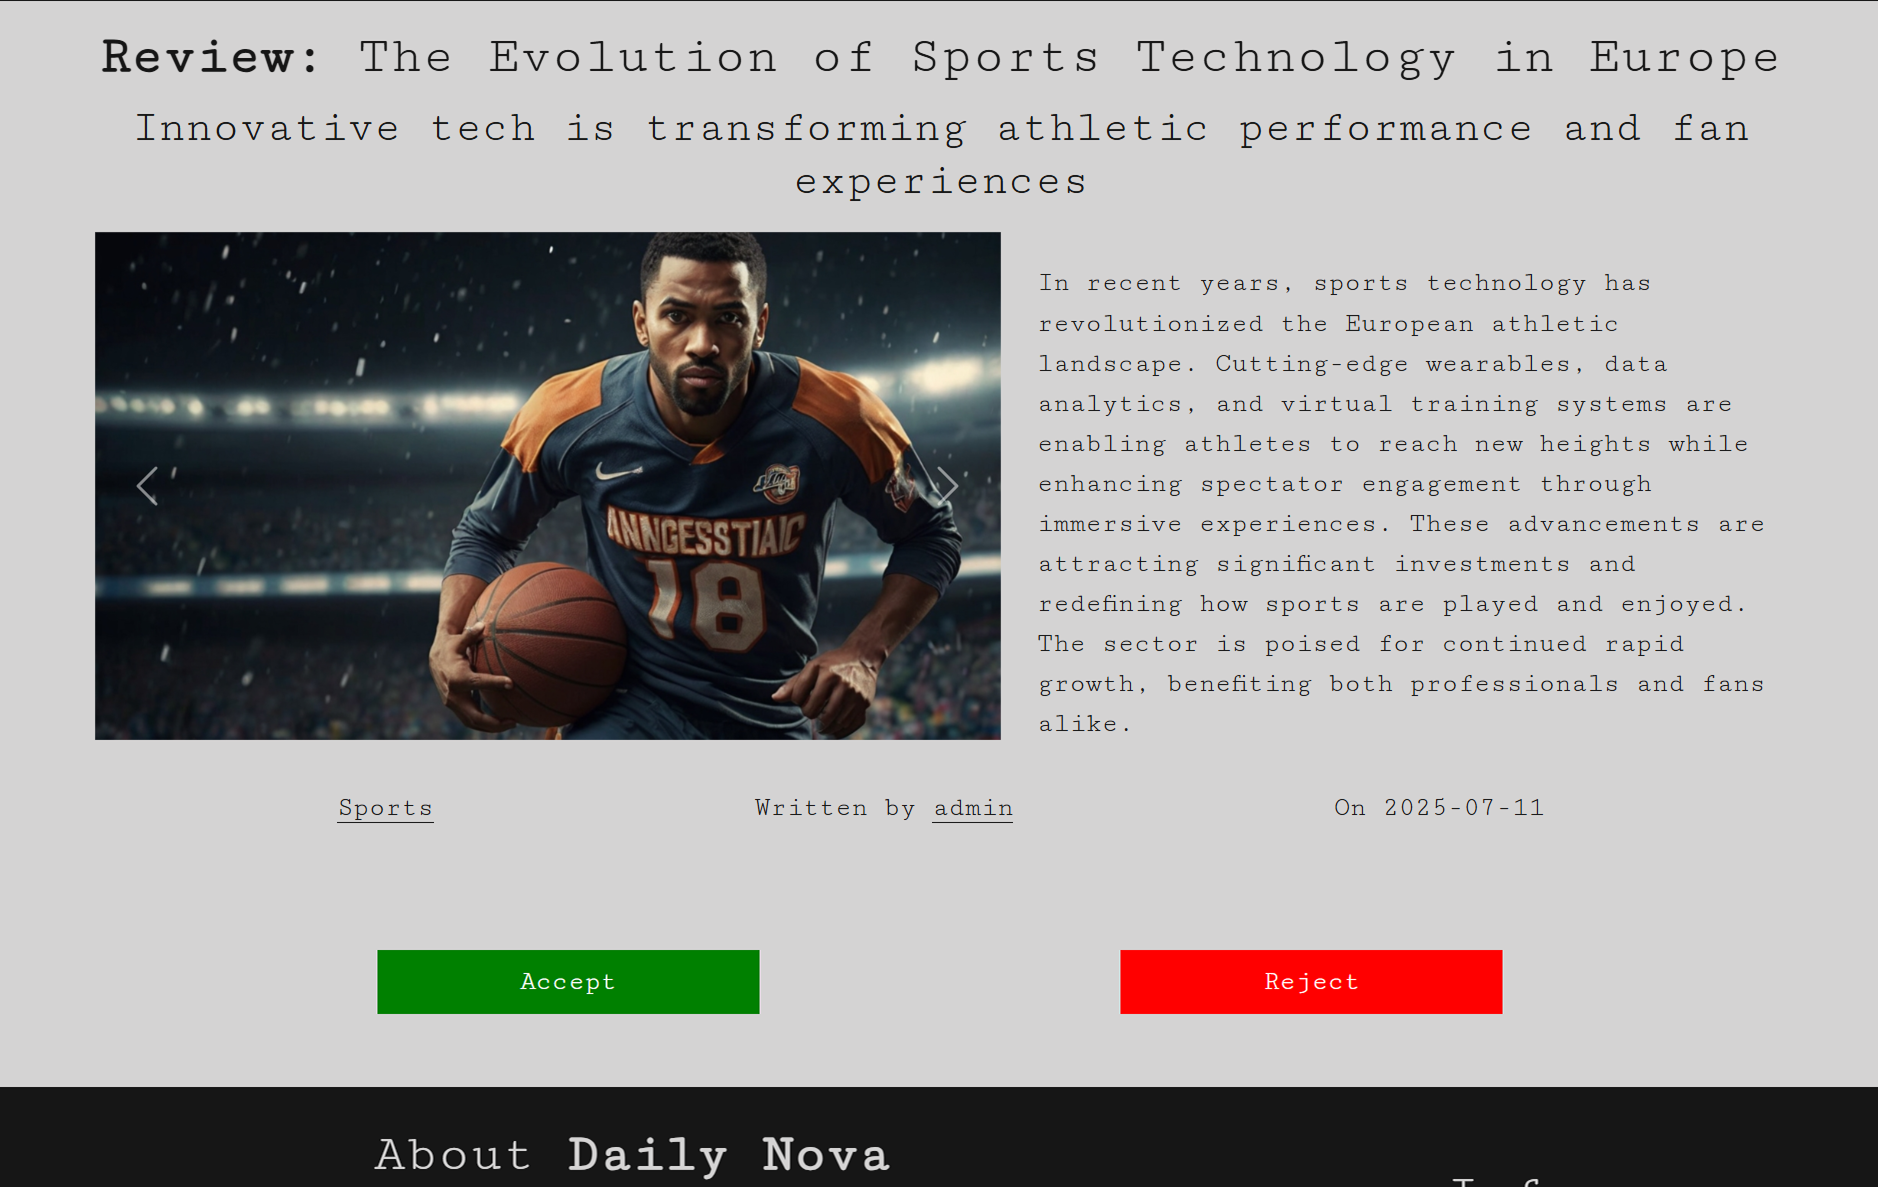 Review: The Evolution of Sports Technology in Europe
Innovative tech is transforming athletic performance and fan
experiences
In recent years, sports technology has
revolutionized the European athletic
landscape. Cutting-edge wearables, data
analytics, and virtual training systems are
enabling athletes to reach new heights while
enhancing spectator engagement through
immersive experiences. These advancements are
attracting significant investments and
redefining how sports are played and enjoyed.
The sector is poised for continued rapid
growth, benefiting both professionals and fans
alike.
ANNGESSTIAIC
18
Sports
Written by admin
On 2025-07-11
Accept
Reject
About Daily Nova